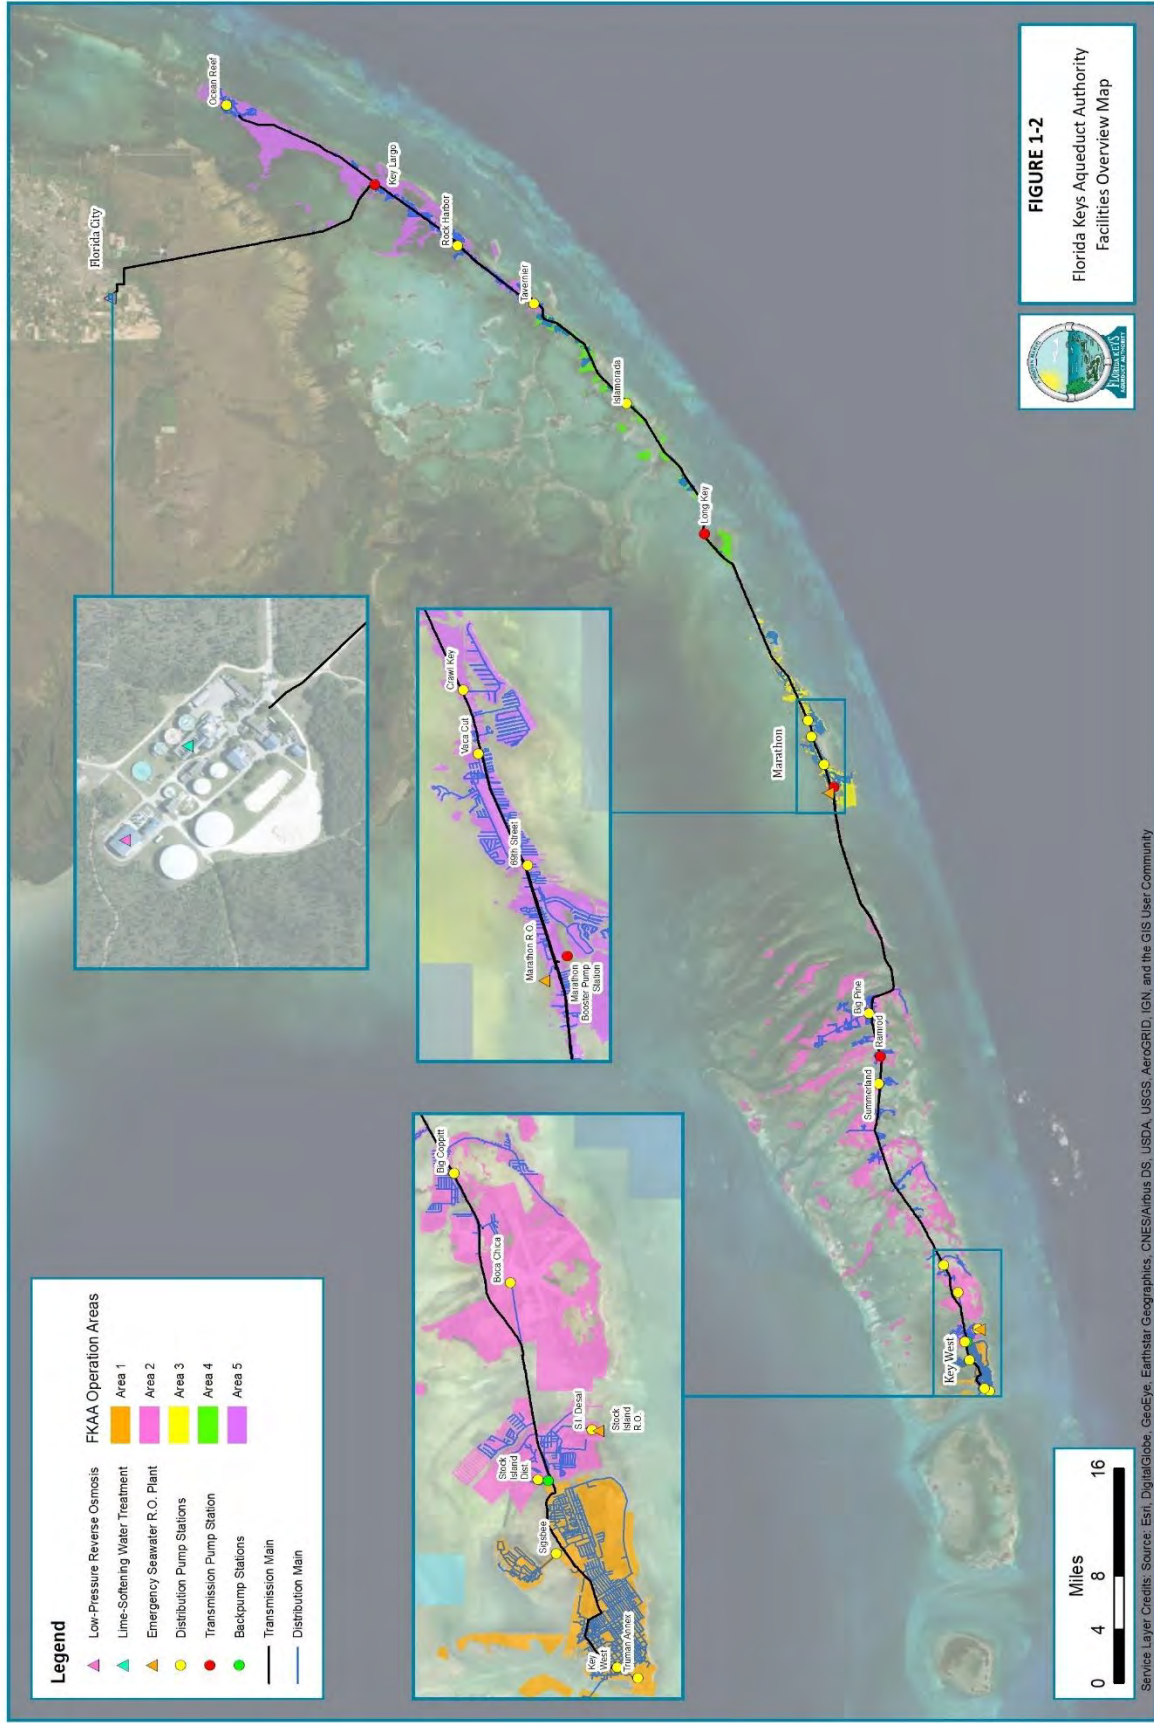 Legend
Low-Pressure Reverse Osmosis
Lime-Softening Water Treatment
Emergency Seawater R.O. Plant
Distribution Pump Stations
Transmission Pump Station
Backpump Stations
Transmission Main
Distribution Main
FKAA Operation Areas
Area 1
Area 2
Area 3
Area 4
Area 5
Key
West
Truman Annex
Sigsbee
Stock
Island
Dist.
S.I. Desal
Stock
Island
R.O.
Boca Chica
Big Coppitt
Marathon R.O.
Marathon
Booster Pump
Station
69th Street
Vaca Cut
Crawl Key
Florida City
Ocean Reef
Key Largo
Rock Harbor
Tavernier
Islamorada
Long Key
Marathon
Big Pine
Ramrod
Summerland
Key West
Miles
0 4 8 16
FLORIDA KEYS
AQUEDUCT AUTHORITY
FIGURE 1-2
Florida Keys Aqueduct Authority
Facilities Overview Map
Service Layer Credits: Source: Esri, DigitalGlobe, GeoEye, Earthstar Geographics, CNES/Airbus DS, USDA, USGS, AeroGRID, IGN, and the GIS User Community